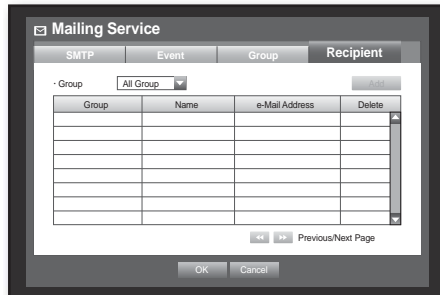 Mailing Service
SMTP Event Group Recipient
- Group All Group Add
Group Name e-Mail Address Delete
Previous/Next Page
OK Cancel